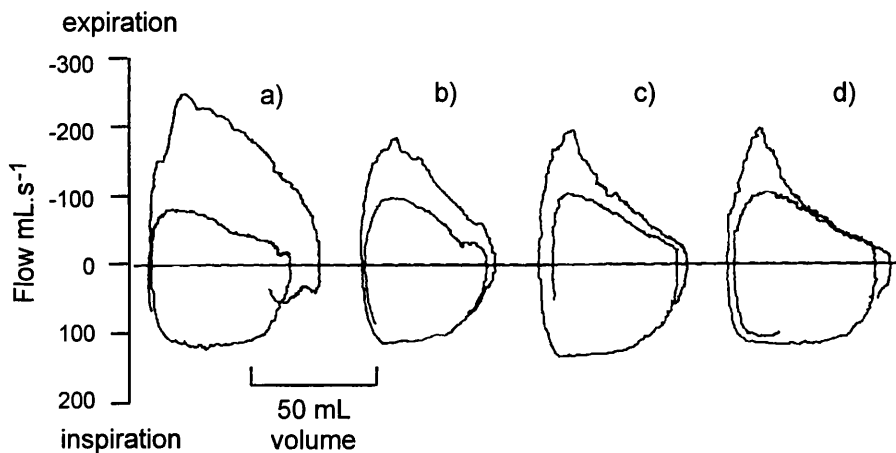 expiration
-300
a)
b)
c)
d)
-200
-100
0
100
200
Flow mL.s-1
50 mL
volume
inspiration